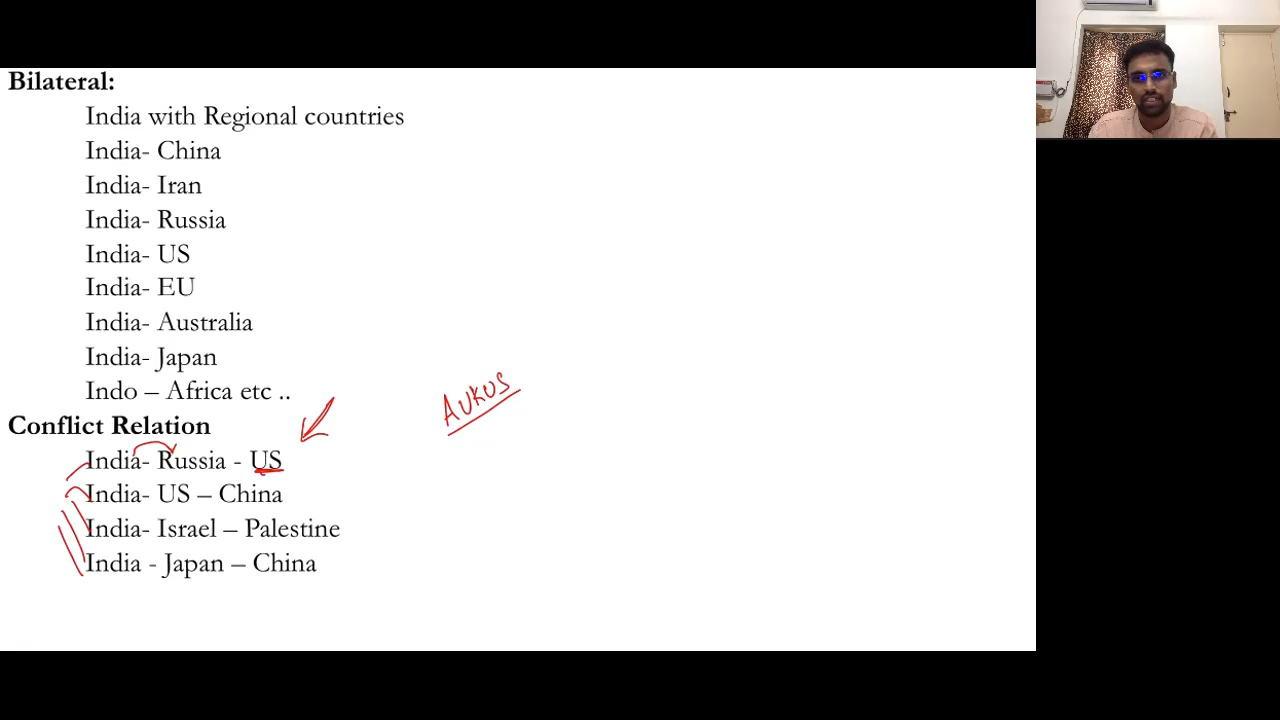 Bilateral:
India with Regional countries
India- China
India- Iran
India- Russia
India- US
India- EU
India- Australia
India- Japan
Indo – Africa etc ..
AUKUS
Conflict Relation
India- Russia - US
India- US – China
India- Israel – Palestine
India - Japan – China